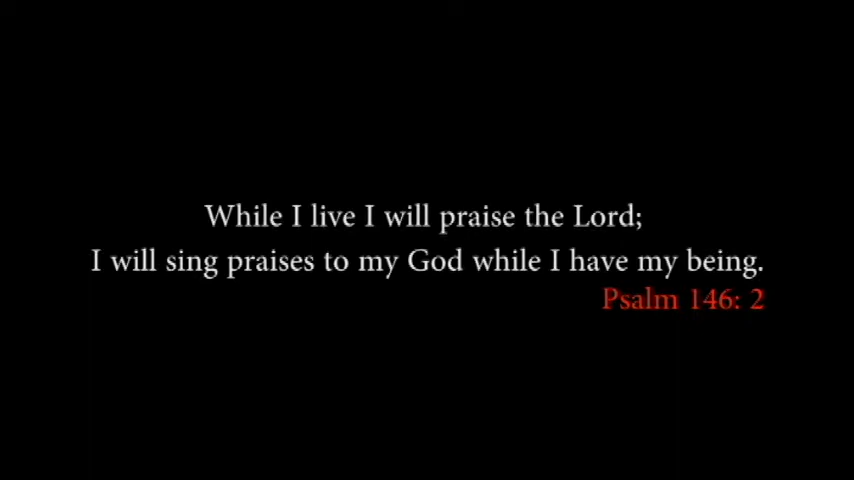 While I live I will praise the Lord;
I will sing praises to my God while I have my being.
Psalm 146: 2